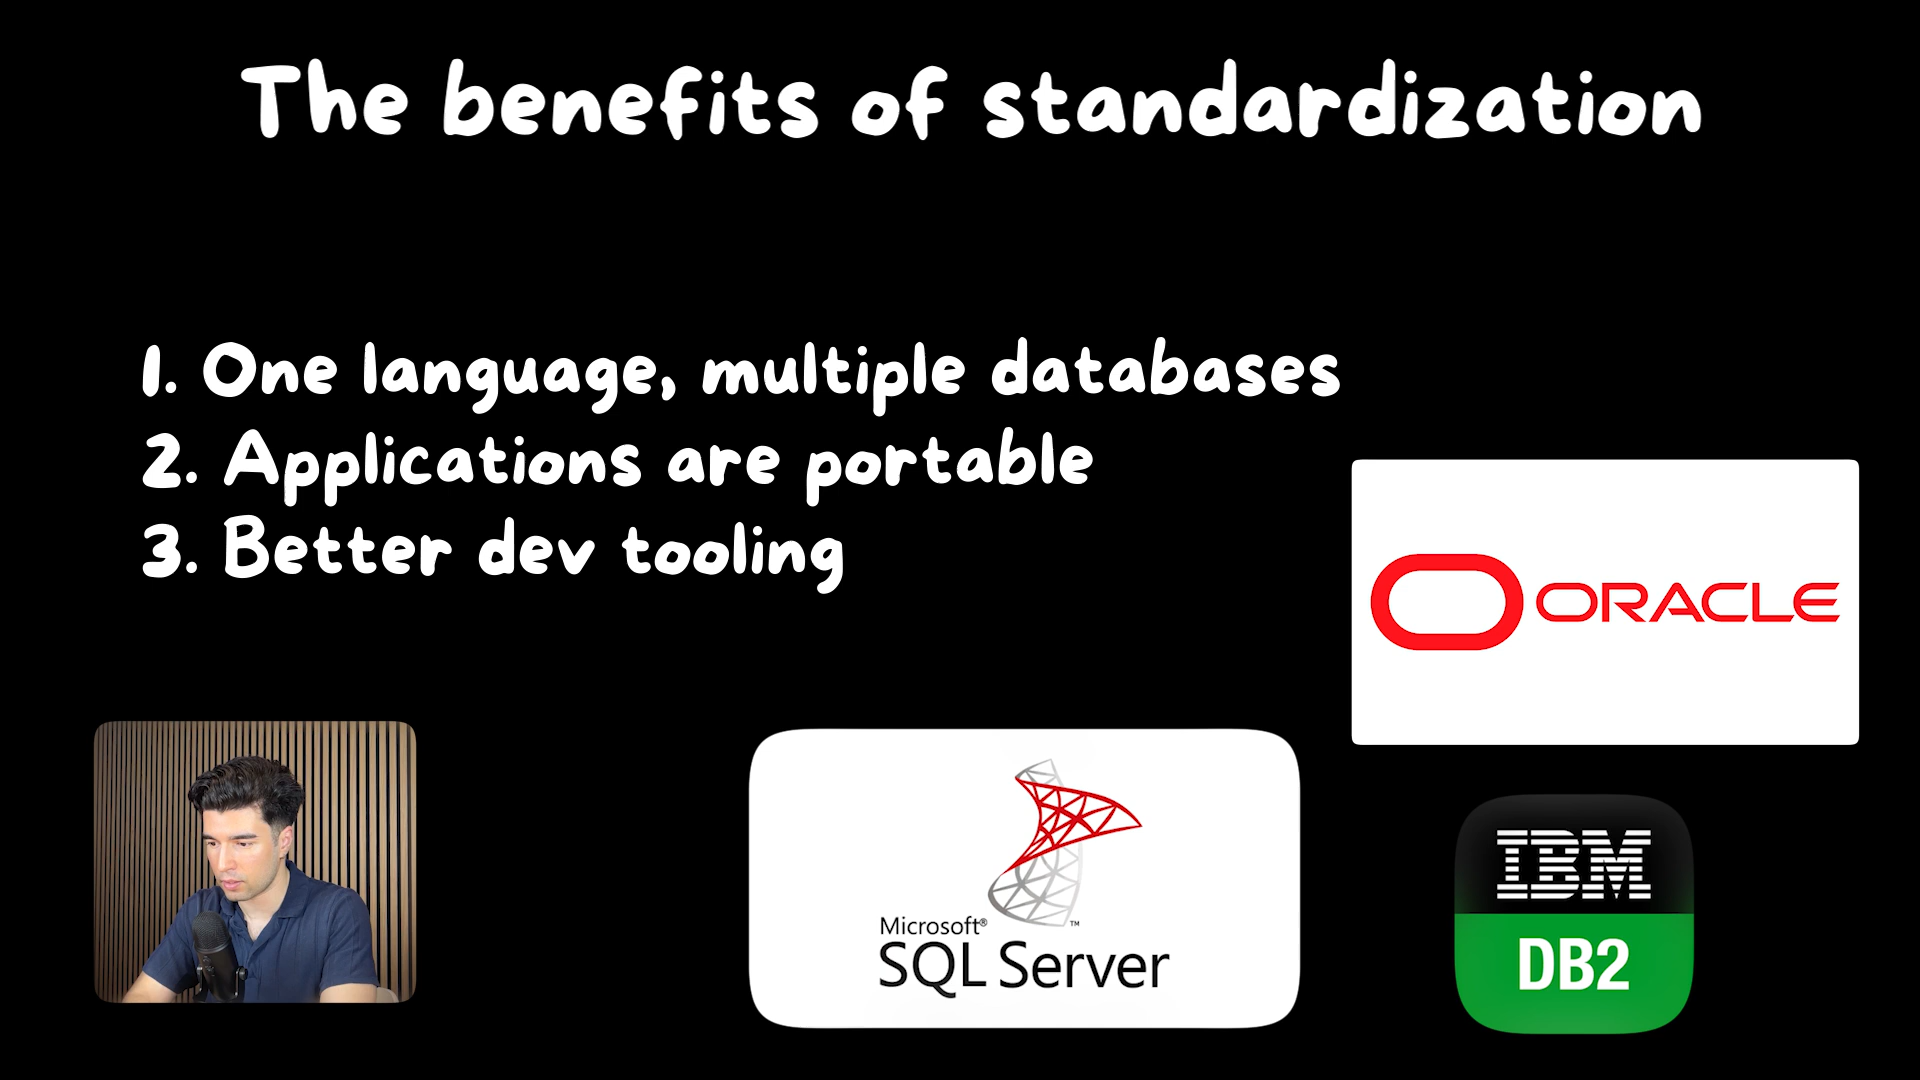 The benefits of standardization
1. One language, multiple databases
2. Applications are portable
3. Better dev tooling
ORACLE
Microsoft®
SQL Server™
IBM
DB2